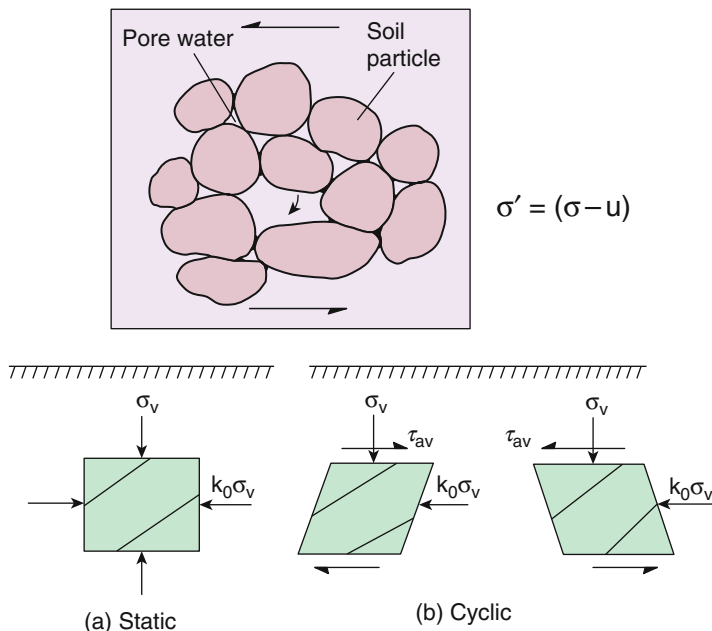 Pore water
Soil
particle
σ′ = (σ–u)
σᵥ
k₀σᵥ
(a) Static
σᵥ
τₐᵥ
k₀σᵥ
σᵥ
τₐᵥ
k₀σᵥ
(b) Cyclic